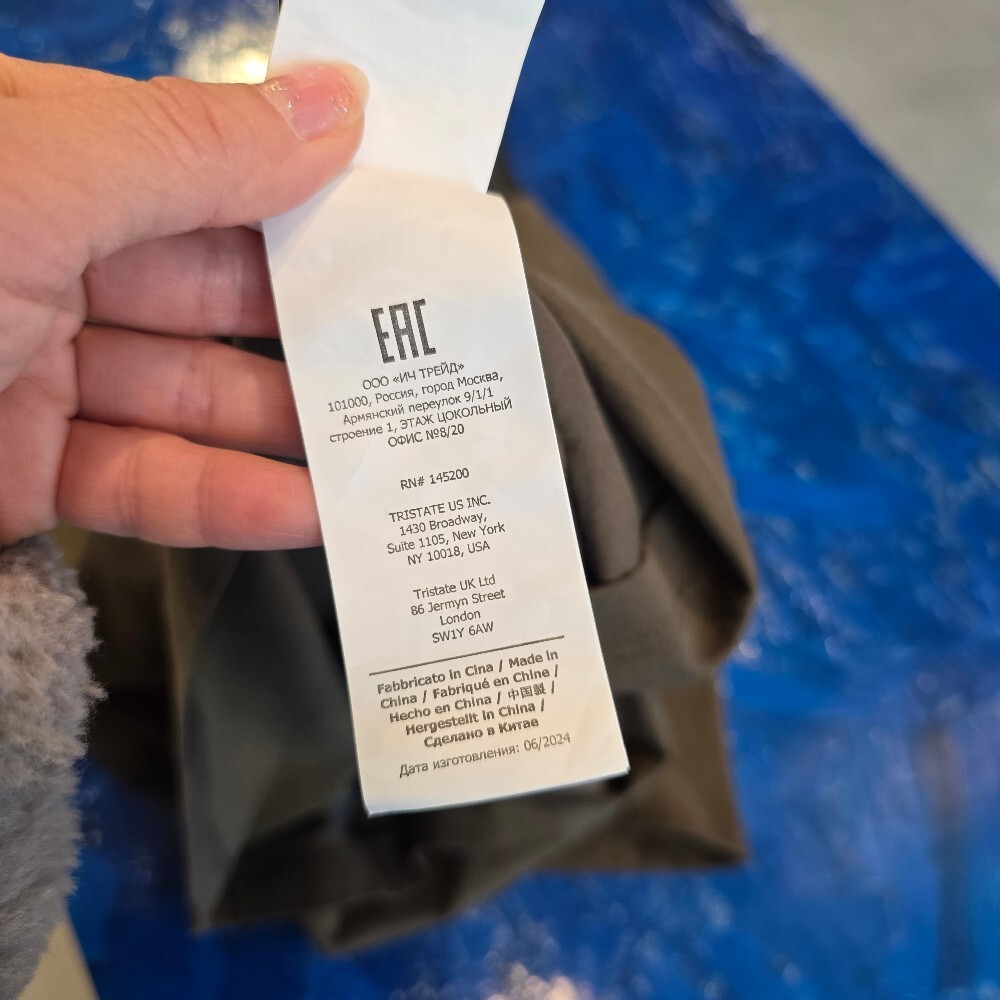 EAC
ООО «ИЧ ТРЕЙД»
101000, Россия, город Москва,
Армянский переулок 9/1/1
строение 1, ЭТАЖ ЦОКОЛЬНЫЙ
ОФИС №8/20
RN# 145200
TRISTATE US INC.
1430 Broadway,
Suite 1105, New York
NY 10018, USA
Tristate UK Ltd
86 Jermyn Street
London
SW1Y 6AW
Fabbricato in Cina / Made in
China / Fabriqué en Chine /
Hecho en China / 中国製 /
Hergestellt in China /
Сделано в Китае
Дата изготовления: 06/2024